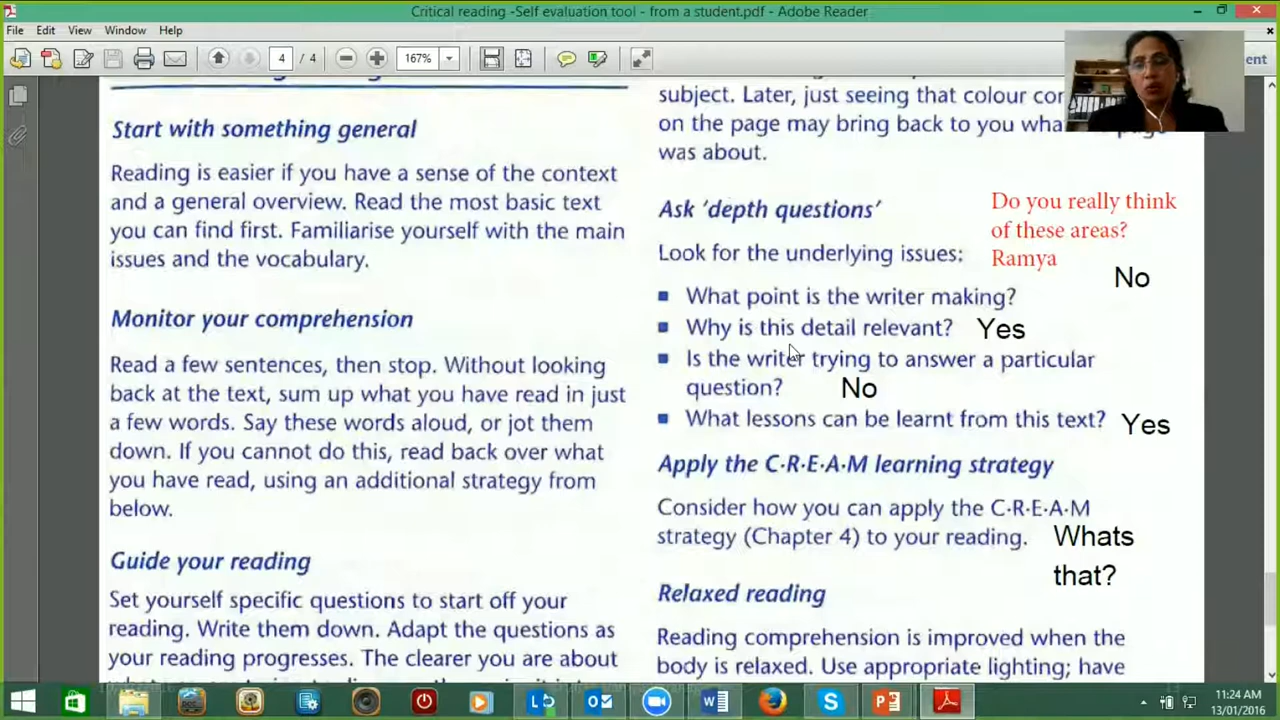 Critical reading -Self evaluation tool - from a student.pdf - Adobe Reader
File Edit View Window Help
4 / 4 167%
Start with something general
Reading is easier if you have a sense of the context
and a general overview. Read the most basic text
you can find first. Familiarise yourself with the main
issues and the vocabulary.
Monitor your comprehension
Read a few sentences, then stop. Without looking
back at the text, sum up what you have read in just
a few words. Say these words aloud, or jot them
down. If you cannot do this, read back over what
you have read, using an additional strategy from
below.
Guide your reading
Set yourself specific questions to start off your
reading. Write them down. Adapt the questions as
your reading progresses. The clearer you are about
subject. Later, just seeing that colour
on the page may bring back to you
was about.
Ask ‘depth questions’
Look for the underlying issues:
Do you really think
of these areas?
Ramya
What point is the writer making? No
Why is this detail relevant? Yes
Is the writer trying to answer a particular
question? No
What lessons can be learnt from this text? Yes
Apply the C·R·E·A·M learning strategy
Consider how you can apply the C·R·E·A·M
strategy (Chapter 4) to your reading.
Whats
that?
Relaxed reading
Reading comprehension is improved when the
body is relaxed. Use appropriate lighting; have
11:24 AM
13/01/2016